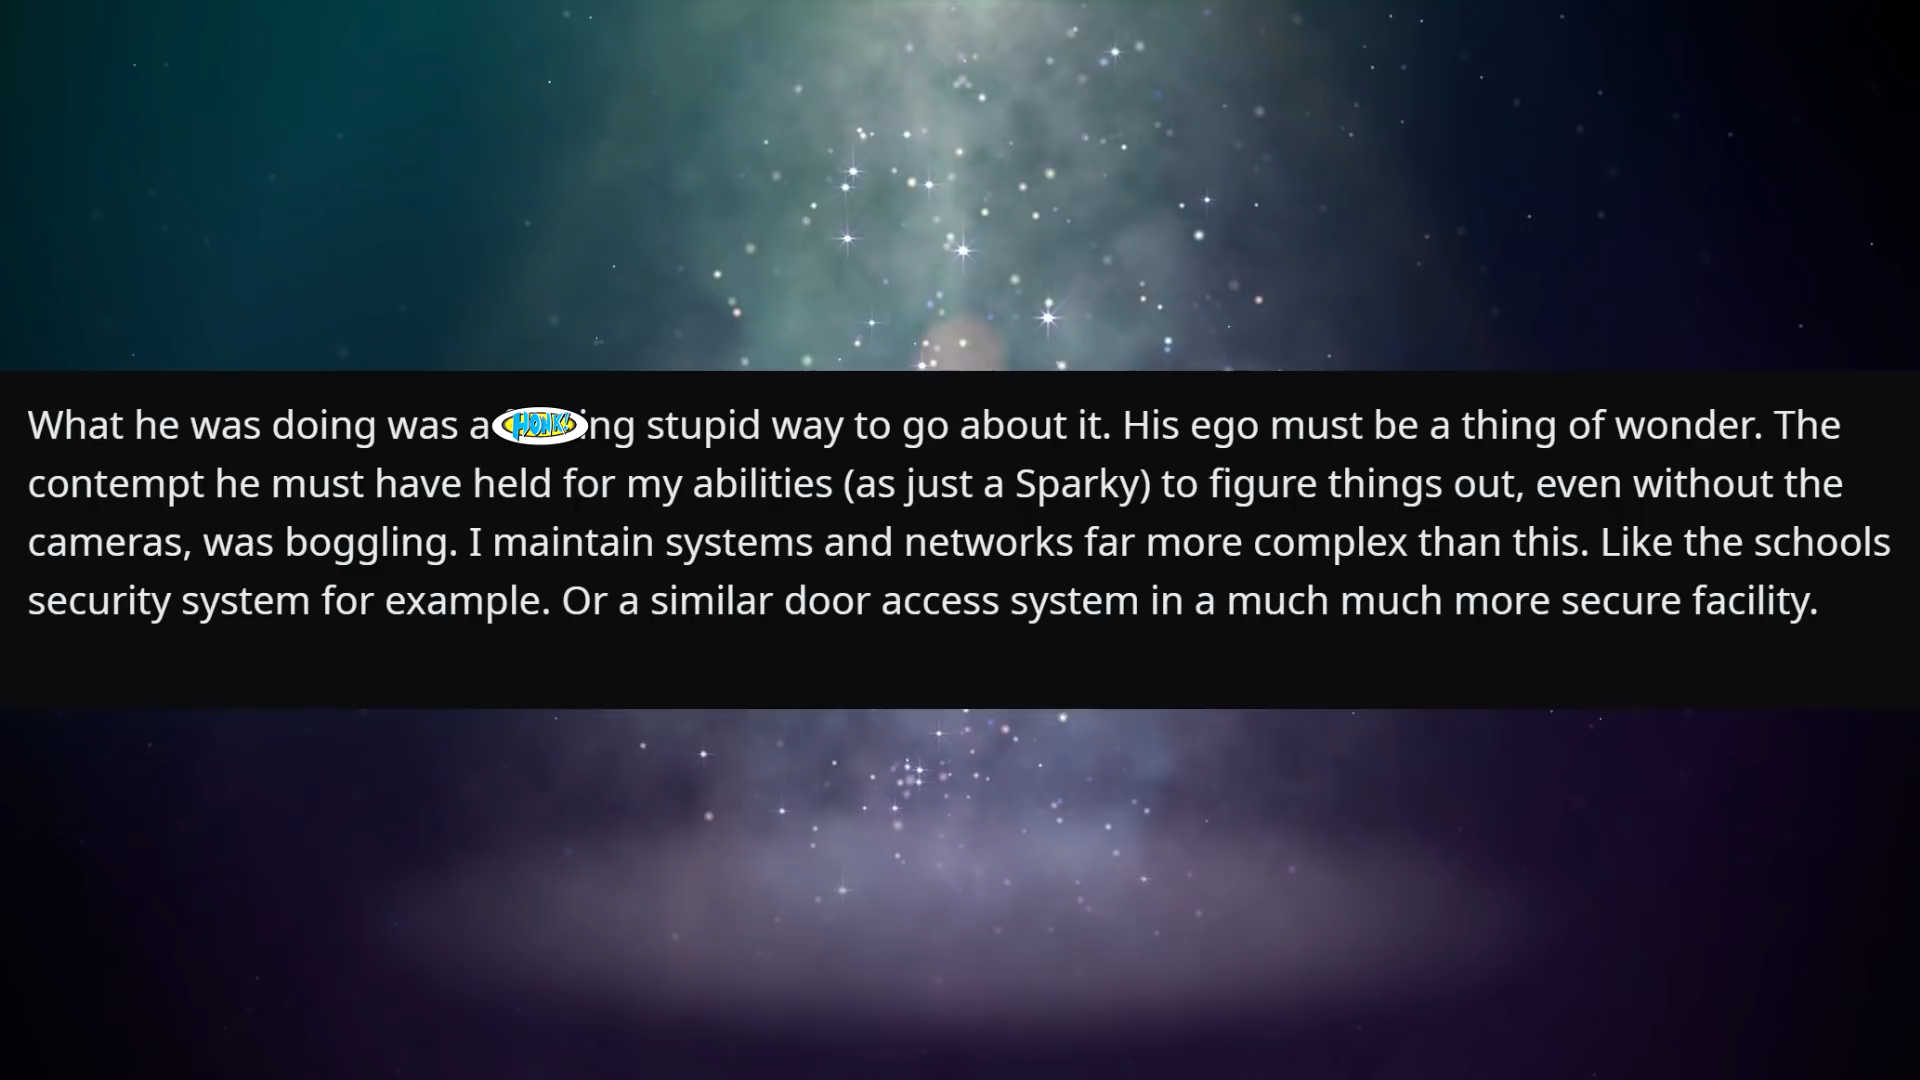 What he was doing was a HONK! ing stupid way to go about it. His ego must be a thing of wonder. The
contempt he must have held for my abilities (as just a Sparky) to figure things out, even without the
cameras, was boggling. I maintain systems and networks far more complex than this. Like the schools
security system for example. Or a similar door access system in a much much more secure facility.